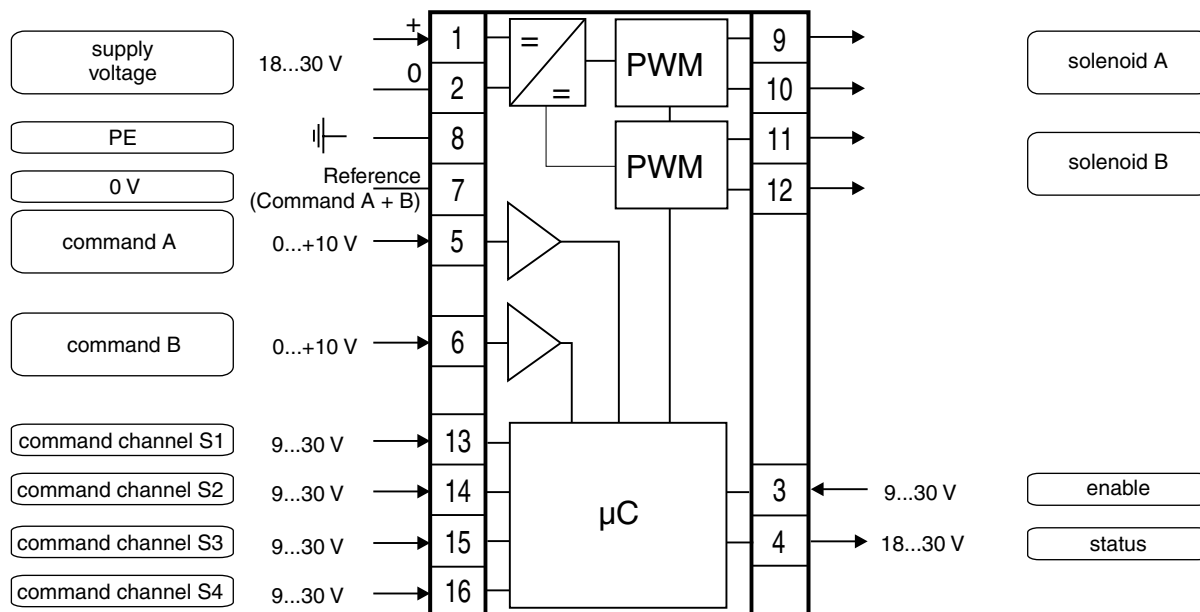 supply
voltage
18...30 V
+
0
1
2
=
=
PWM
9
10
solenoid A
PE
8
PWM
11
12
solenoid B
0 V
Reference
(Command A + B)
7
command A
0...+10 V
5
command B
0...+10 V
6
command channel S1
9...30 V
13
command channel S2
9...30 V
14
command channel S3
9...30 V
15
command channel S4
9...30 V
16
µC
3
9...30 V
enable
4
18...30 V
status